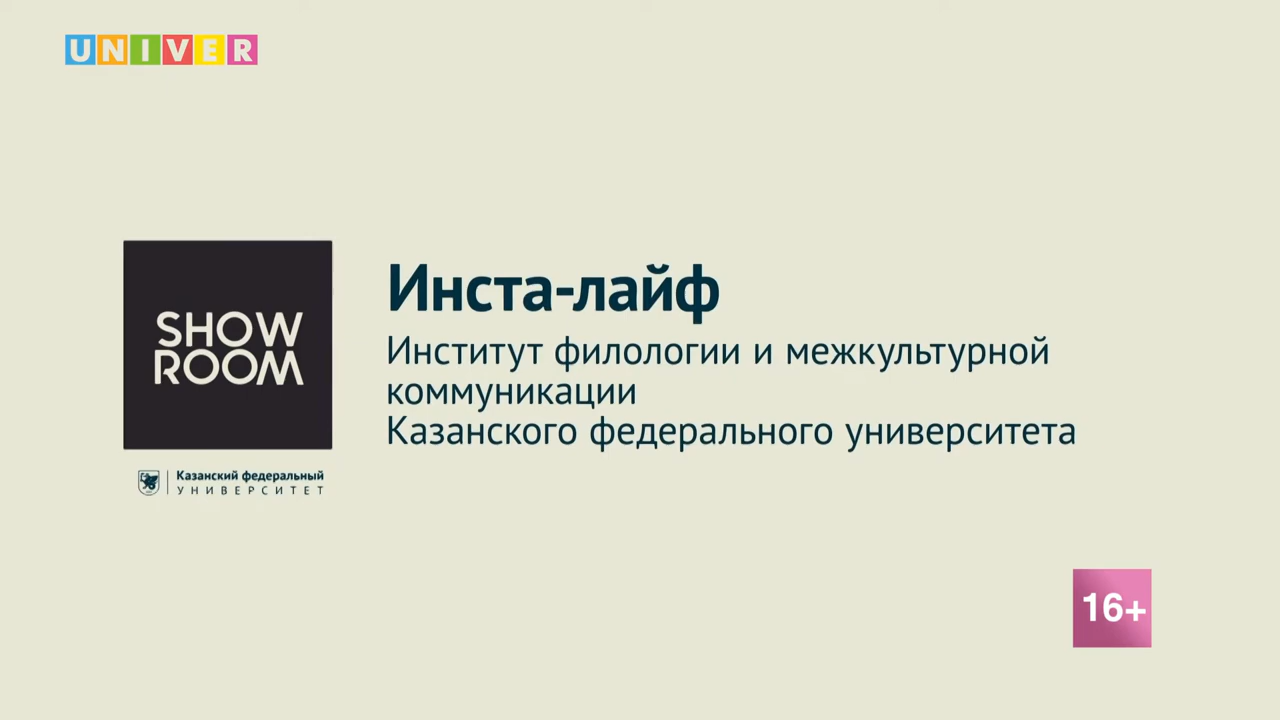 UNIVER
SHOW
ROOM
Казанский федеральный
УНИВЕРСИТЕТ
Инста-лайф
Институт филологии и межкультурной
коммуникации
Казанского федерального университета
16+